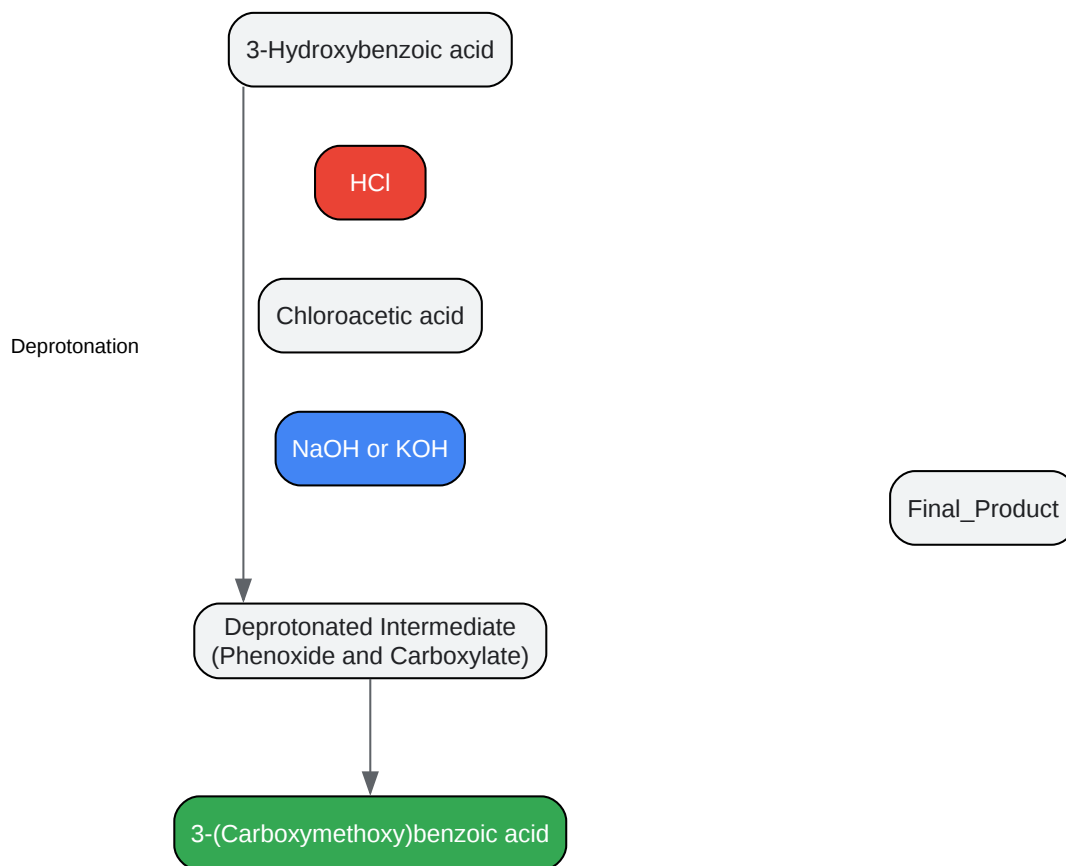 3-Hydroxybenzoic acid
HCl
Chloroacetic acid
Deprotonation
NaOH or KOH
Final_Product
Deprotonated Intermediate
(Phenoxide and Carboxylate)
3-(Carboxymethoxy)benzoic acid